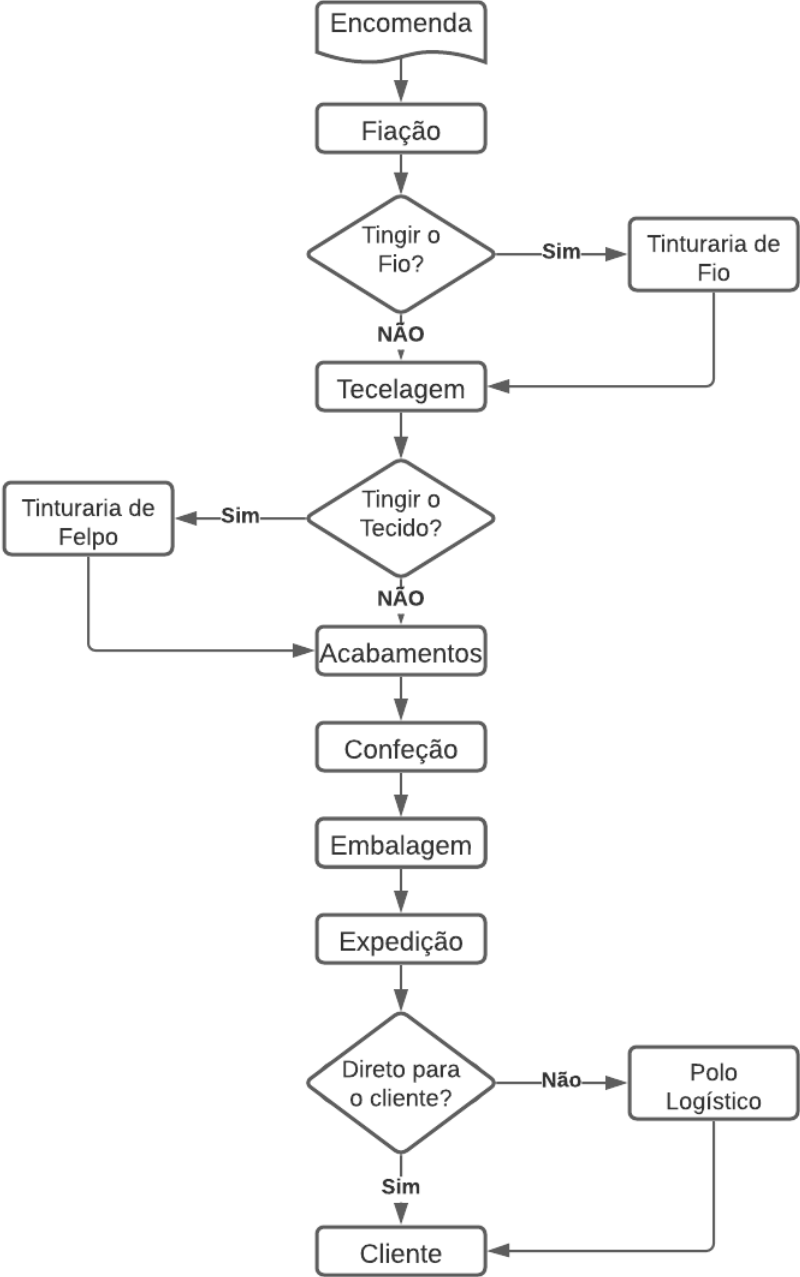 Encomenda
Fiação
Tingir o
Fio?
Sim
Tinturaria de
Fio
NÃO
Tecelagem
Tingir o
Tecido?
Sim
Tinturaria de
Felpo
NÃO
Acabamentos
Confeção
Embalagem
Expedição
Direto para
o cliente?
Não
Polo
Logístico
Sim
Cliente